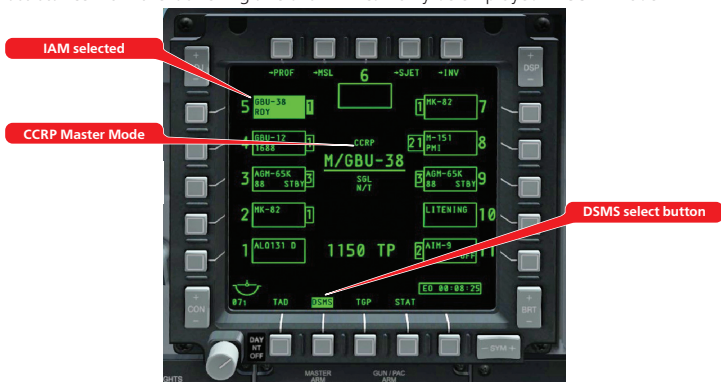 IAM selected
DSP
→PROF →MSL 6 →SJET →INV
5 GBU-38 1
RDY
1 MK-82 7
CCRP Master Mode
4 GBU-12 1
1688
CCRP
21 M-151 8
PMI
M/GBU-38
3 AGM-65K 3
88 STBY
SGL
N/T
3 AGM-65K 9
88 STBY
2 MK-82 1
LITENING 10
DSMS select button
1 ALQ131 D
1150 TP
2 AIM-9 11
OFF
EO 00:08:25
071 TAD DSMS TGP STAT
CON
BRT
DAY
NT
OFF
- SYM +
MASTER
ARM
GUN / PAC
ARM
GHTS